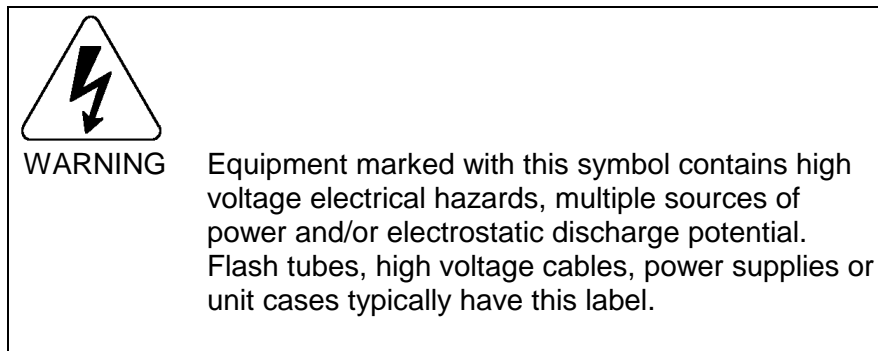 WARNING Equipment marked with this symbol contains high
voltage electrical hazards, multiple sources of
power and/or electrostatic discharge potential.
Flash tubes, high voltage cables, power supplies or
unit cases typically have this label.